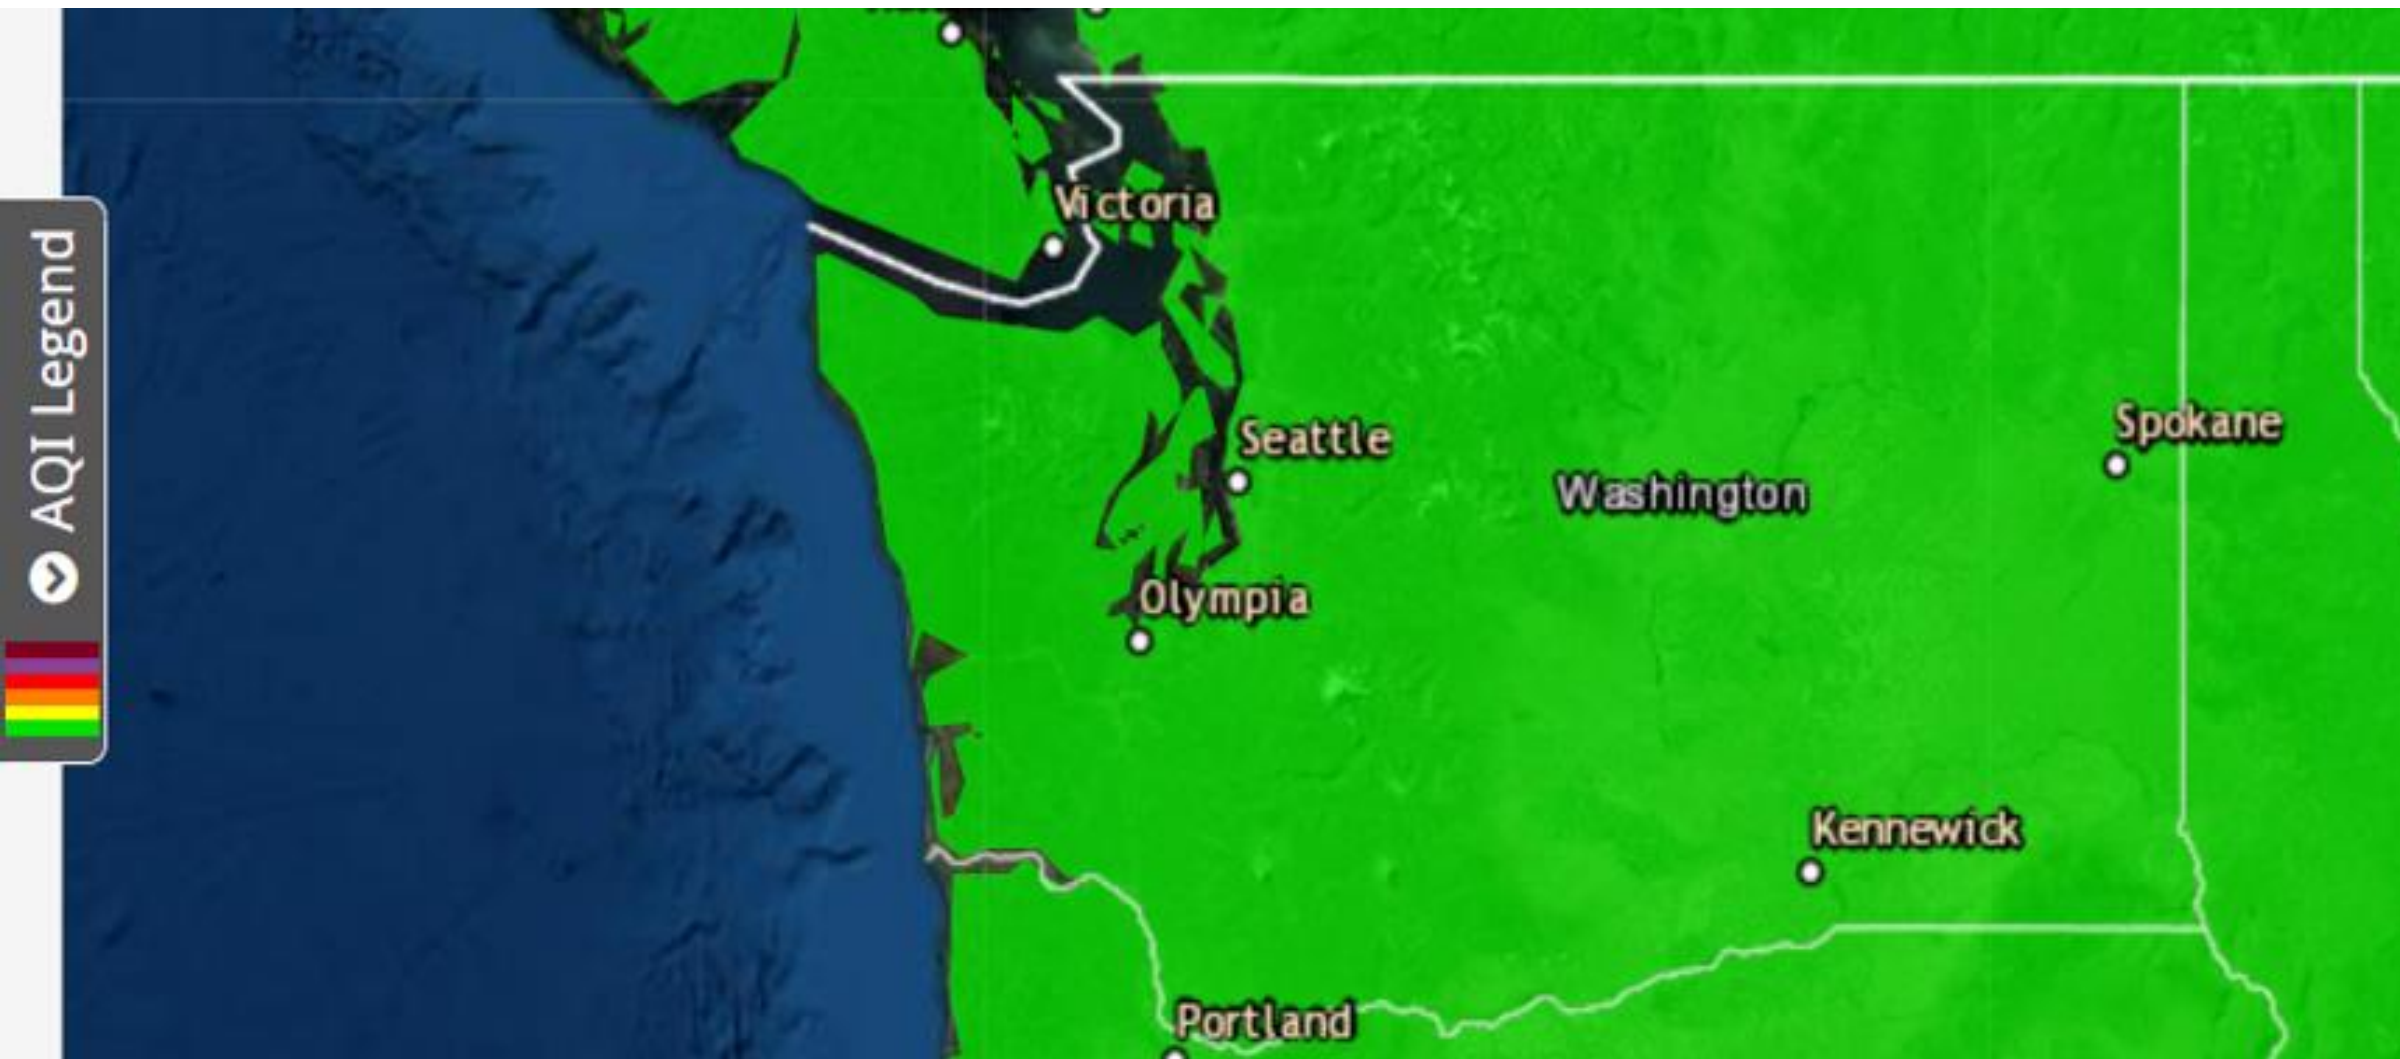 Victoria
AQI Legend
Seattle
Spokane
Washington
Olympia
Kennewick
Portland